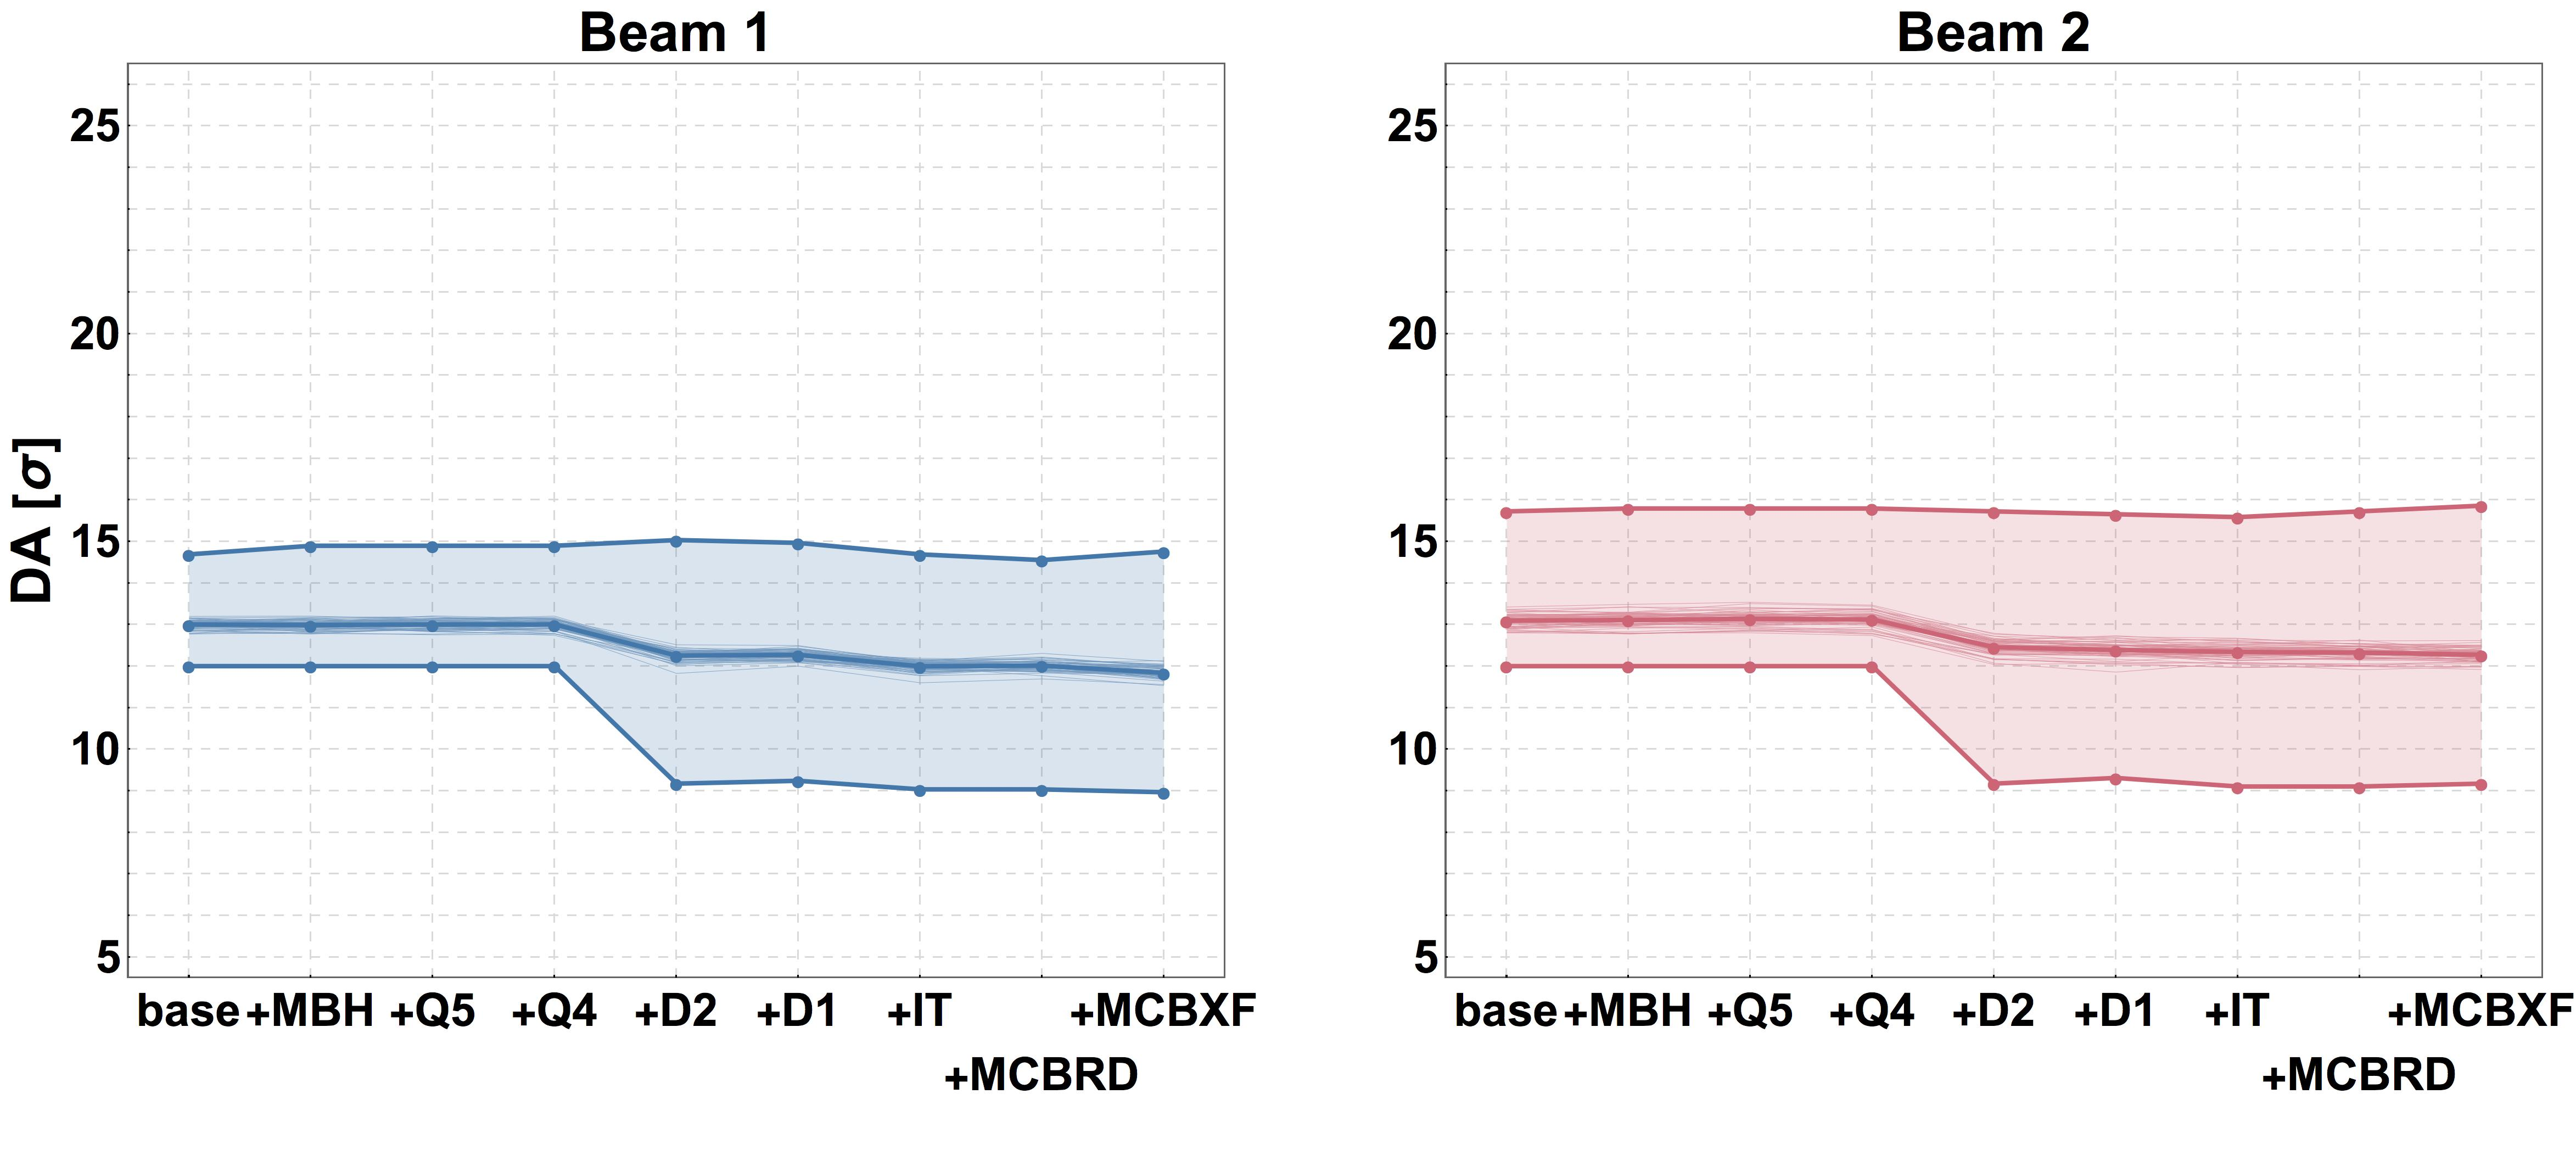 Beam 1
DA [σ]
25
20
15
10
5
base +MBH +Q5 +Q4 +D2 +D1 +IT +MCBXF
+MCBRD
Beam 2
25
20
15
10
5
base +MBH +Q5 +Q4 +D2 +D1 +IT +MCBXF
+MCBRD